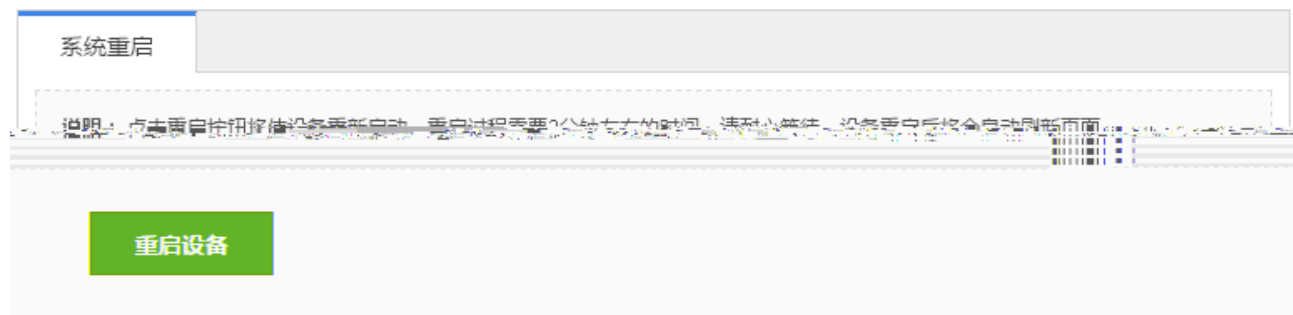 系统重启
说明：点击重启按钮将使设备重新启动。重启过程需要2分钟左右的时间，请耐心等待。设备重启后将会自动刷新页面
重启设备